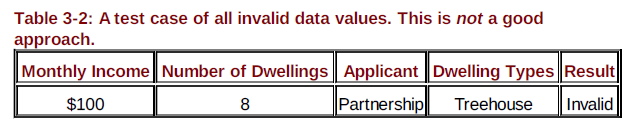 Table 3-2: A test case of all invalid data values. This is not a good
approach.
Monthly Income Number of Dwellings Applicant Dwelling Types Result
$100 8 Partnership Treehouse Invalid